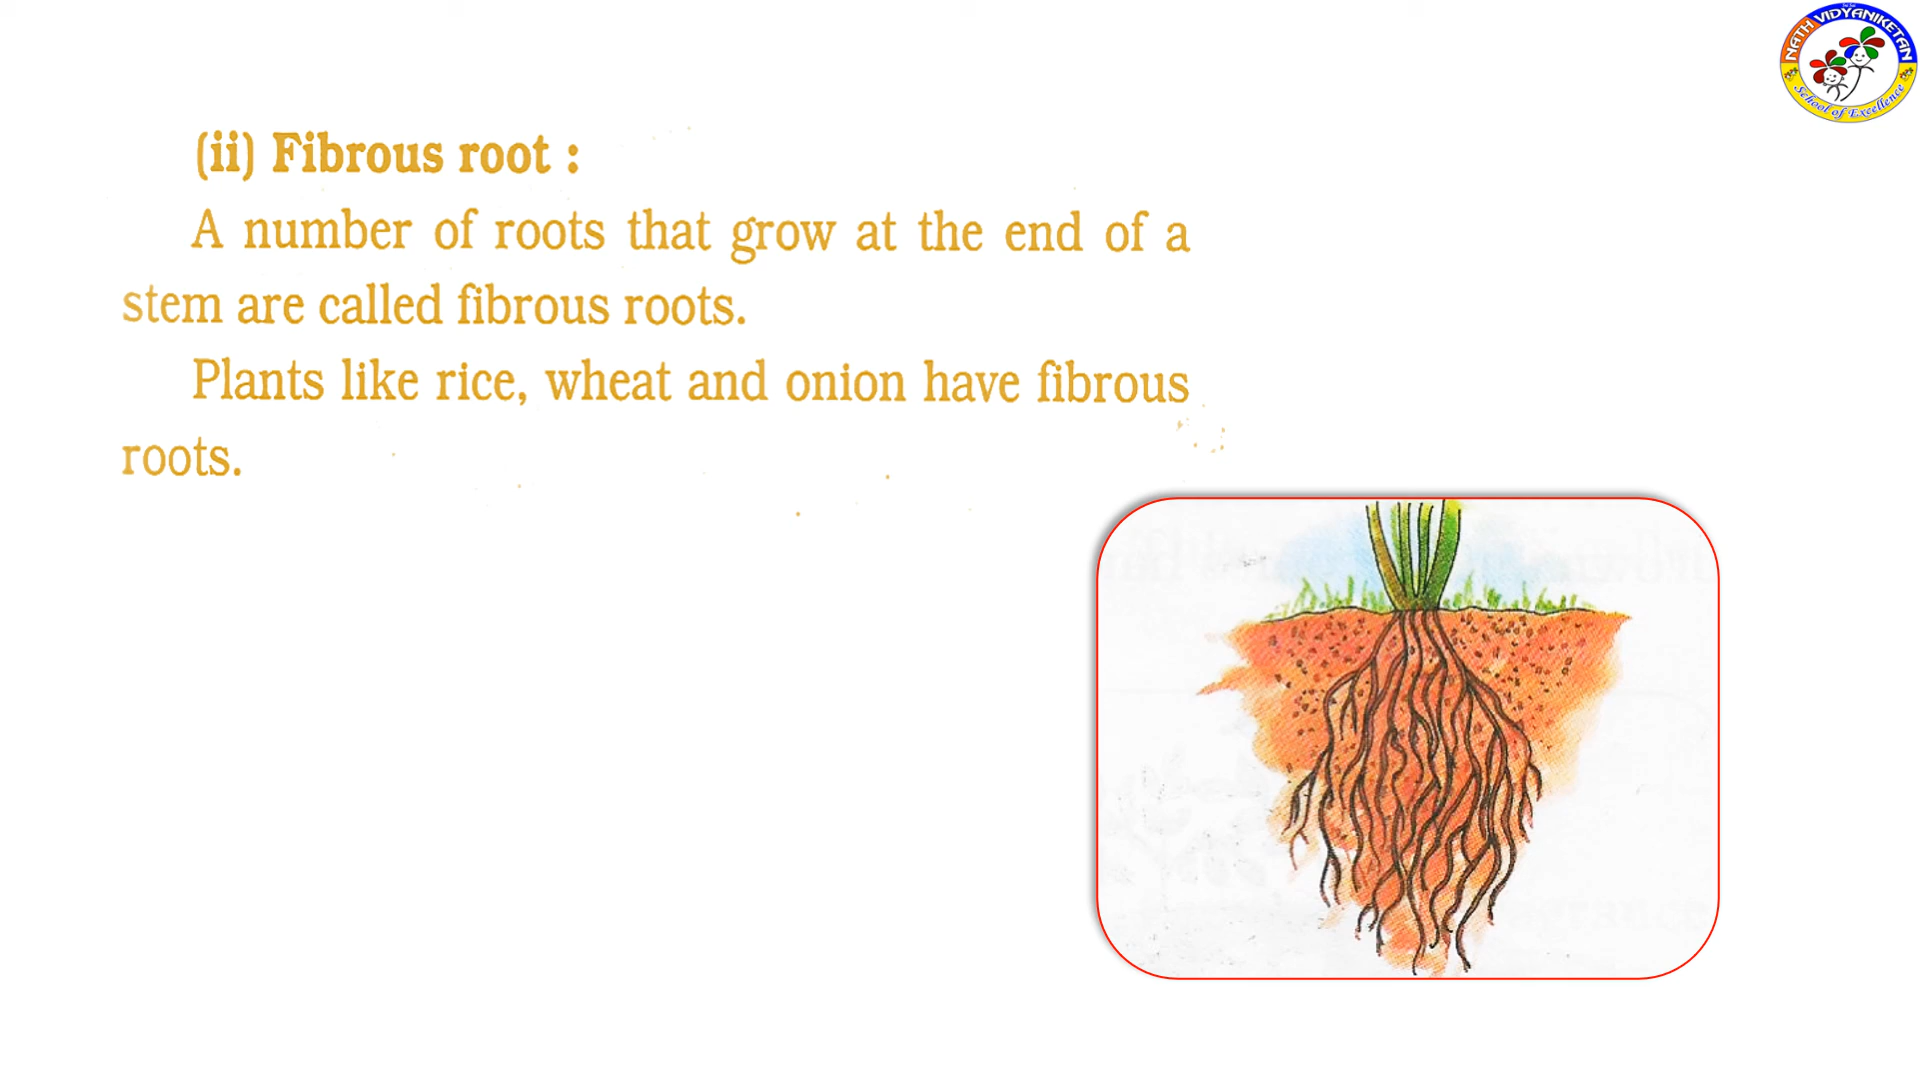 NATH VIDYANIKETAN
School of Excellence
(ii) Fibrous root :
A number of roots that grow at the end of a
stem are called fibrous roots.
Plants like rice, wheat and onion have fibrous
roots.